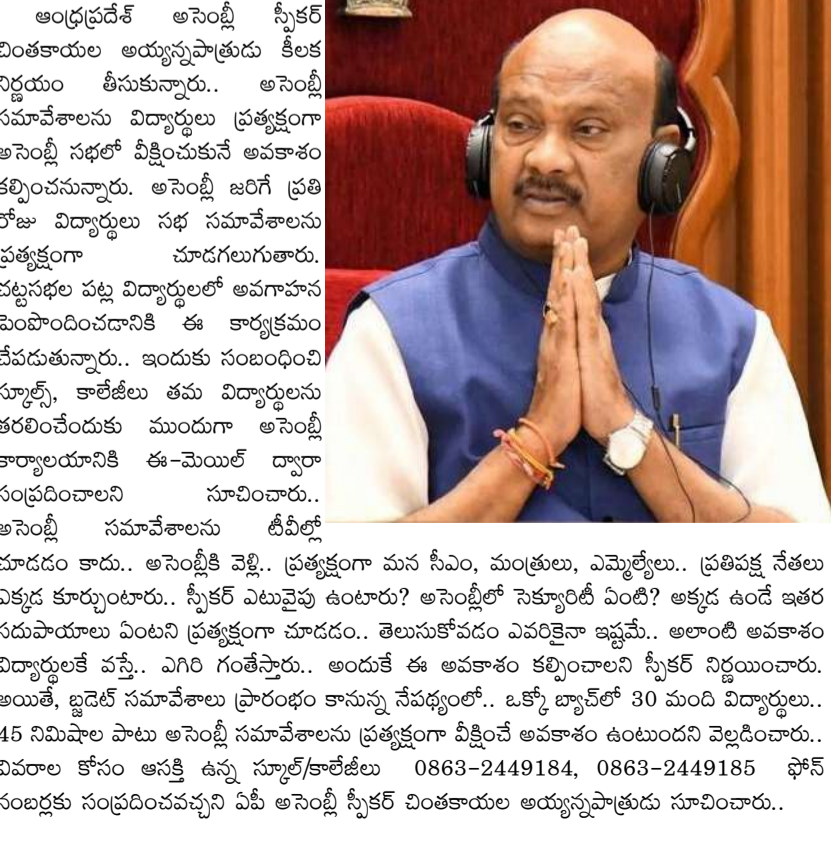 ఆంధ్రప్రదేశ్ అసెంబ్లీ స్పీకర్
చింతకాయల అయ్యన్నపాత్రుడు కీలక
నిర్ణయం తీసుకున్నారు.. అసెంబ్లీ
సమావేశాలను విద్యార్థులు ప్రత్యక్షంగా
అసెంబ్లీ సభలో వీక్షించుకునే అవకాశం
కల్పించనున్నారు. అసెంబ్లీ జరిగే ప్రతి
రోజు విద్యార్థులు సభ సమావేశాలను
ప్రత్యక్షంగా చూడగలుగుతారు.
చట్టసభల పట్ల విద్యార్థులలో అవగాహన
పెంపొందించడానికి ఈ కార్యక్రమం
చేపడుతున్నారు.. ఇందుకు సంబంధించి
స్కూల్స్, కాలేజీలు తమ విద్యార్థులను
తరలించేందుకు ముందుగా అసెంబ్లీ
కార్యాలయానికి ఈ-మెయిల్ ద్వారా
సంప్రదించాలని సూచించారు..
అసెంబ్లీ సమావేశాలను టీవీల్లో
చూడడం కాదు.. అసెంబ్లీకి వెళ్లి.. ప్రత్యక్షంగా మన సీఎం, మంత్రులు, ఎమ్మెల్యేలు.. ప్రతిపక్ష నేతలు
ఎక్కడ కూర్చుంటారు.. స్పీకర్ ఎటువైపు ఉంటారు? అసెంబ్లీలో సెక్యూరిటీ ఏంటి? అక్కడ ఉండే ఇతర
సదుపాయాలు ఏంటని ప్రత్యక్షంగా చూడడం.. తెలుసుకోవడం ఎవరికైనా ఇష్టమే.. అలాంటి అవకాశం
విద్యార్థులకే వస్తే.. ఎగిరి గంతేస్తారు.. అందుకే ఈ అవకాశం కల్పించాలని స్పీకర్ నిర్ణయించారు.
అయితే, బ్జడెట్ సమావేశాలు ప్రారంభం కానున్న నేపథ్యంలో.. ఒక్కో బ్యాచ్‌లో 30 మంది విద్యార్థులు..
45 నిమిషాల పాటు అసెంబ్లీ సమావేశాలను ప్రత్యక్షంగా వీక్షించే అవకాశం ఉంటుందని వెల్లడించారు..
వివరాల కోసం ఆసక్తి ఉన్న స్కూల్/కాలేజీలు 0863-2449184, 0863-2449185 ఫోన్
నంబర్లకు సంప్రదించవచ్చని ఏపీ అసెంబ్లీ స్పీకర్ చింతకాయల అయ్యన్నపాత్రుడు సూచించారు..